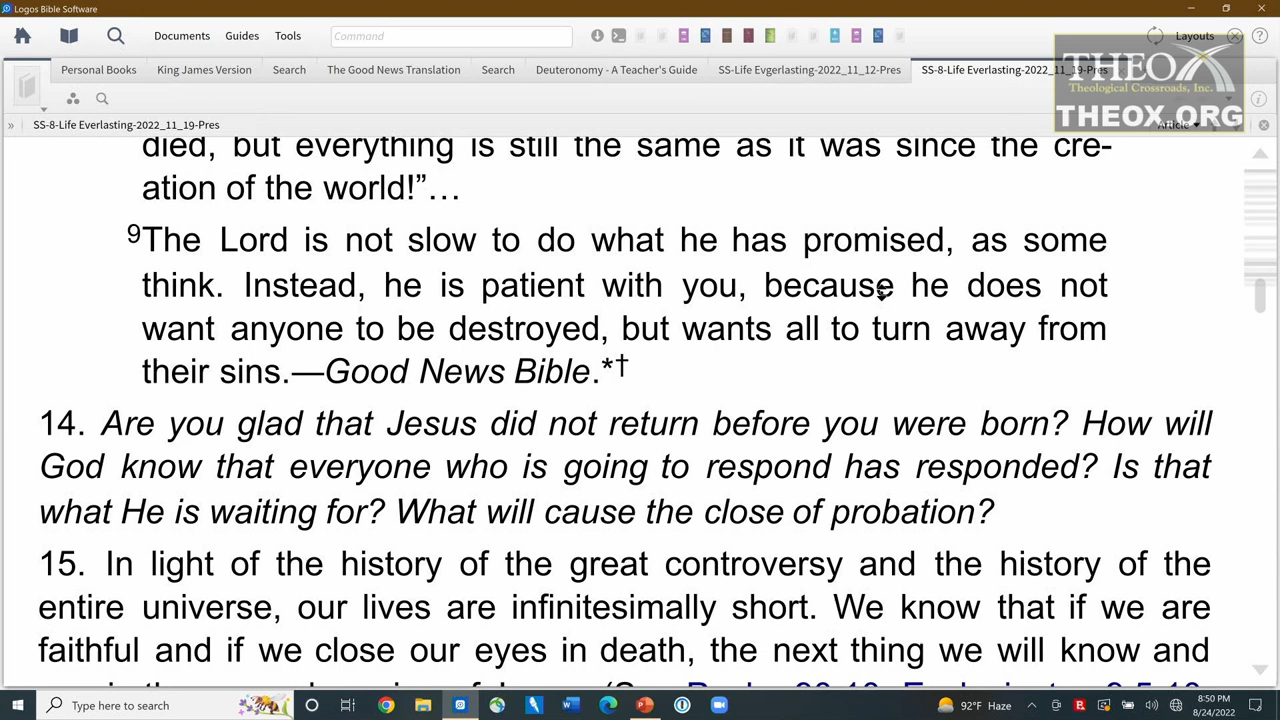 Logos Bible Software
Documents Guides Tools Command Layouts
Personal Books King James Version Search Search Deuteronomy - A Teacher's Guide SS-Life Evgerlasting-2022_11_12-Pres SS-8-Life Everlasting-2022_11_19-Pres
THEOX
Theological Crossroads, Inc.
THEOX.ORG
SS-8-Life Everlasting-2022_11_19-Pres Article
died, but everything is still the same as it was since the cre-
ation of the world!”…
9The Lord is not slow to do what he has promised, as some
think. Instead, he is patient with you, because he does not
want anyone to be destroyed, but wants all to turn away from
their sins.—Good News Bible.*†
14. Are you glad that Jesus did not return before you were born? How will
God know that everyone who is going to respond has responded? Is that
what He is waiting for? What will cause the close of probation?
15. In light of the history of the great controversy and the history of the
entire universe, our lives are infinitesimally short. We know that if we are
faithful and if we close our eyes in death, the next thing we will know and
Type here to search 92°F Haze 8:50 PM
8/24/2022